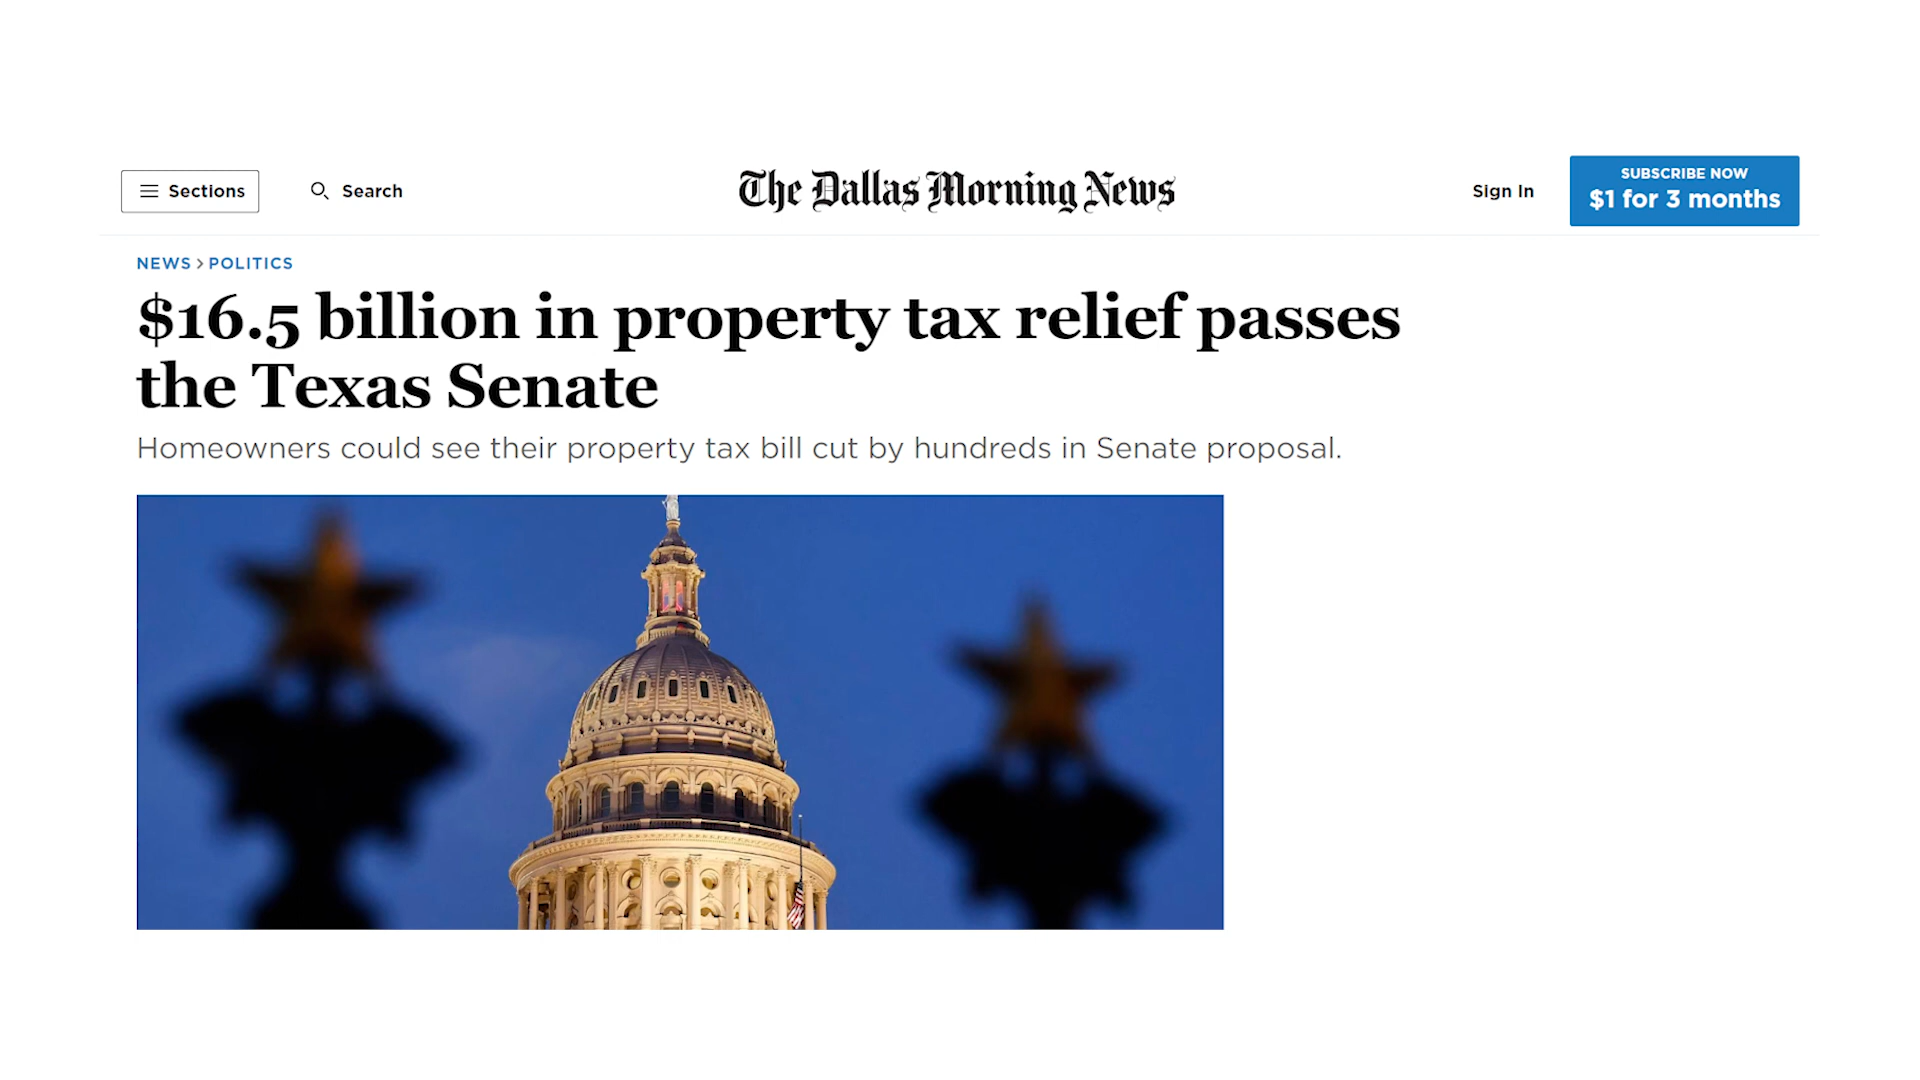 Sections
Search
The Dallas Morning News
Sign In
SUBSCRIBE NOW
$1 for 3 months
NEWS > POLITICS
$16.5 billion in property tax relief passes
the Texas Senate
Homeowners could see their property tax bill cut by hundreds in Senate proposal.